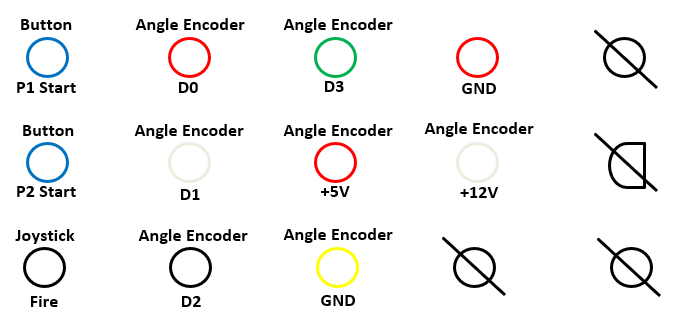 Button
Angle Encoder
Angle Encoder
P1 Start
D0
D3
GND
Button
Angle Encoder
Angle Encoder
Angle Encoder
P2 Start
D1
+5V
+12V
Joystick
Angle Encoder
Angle Encoder
Fire
D2
GND